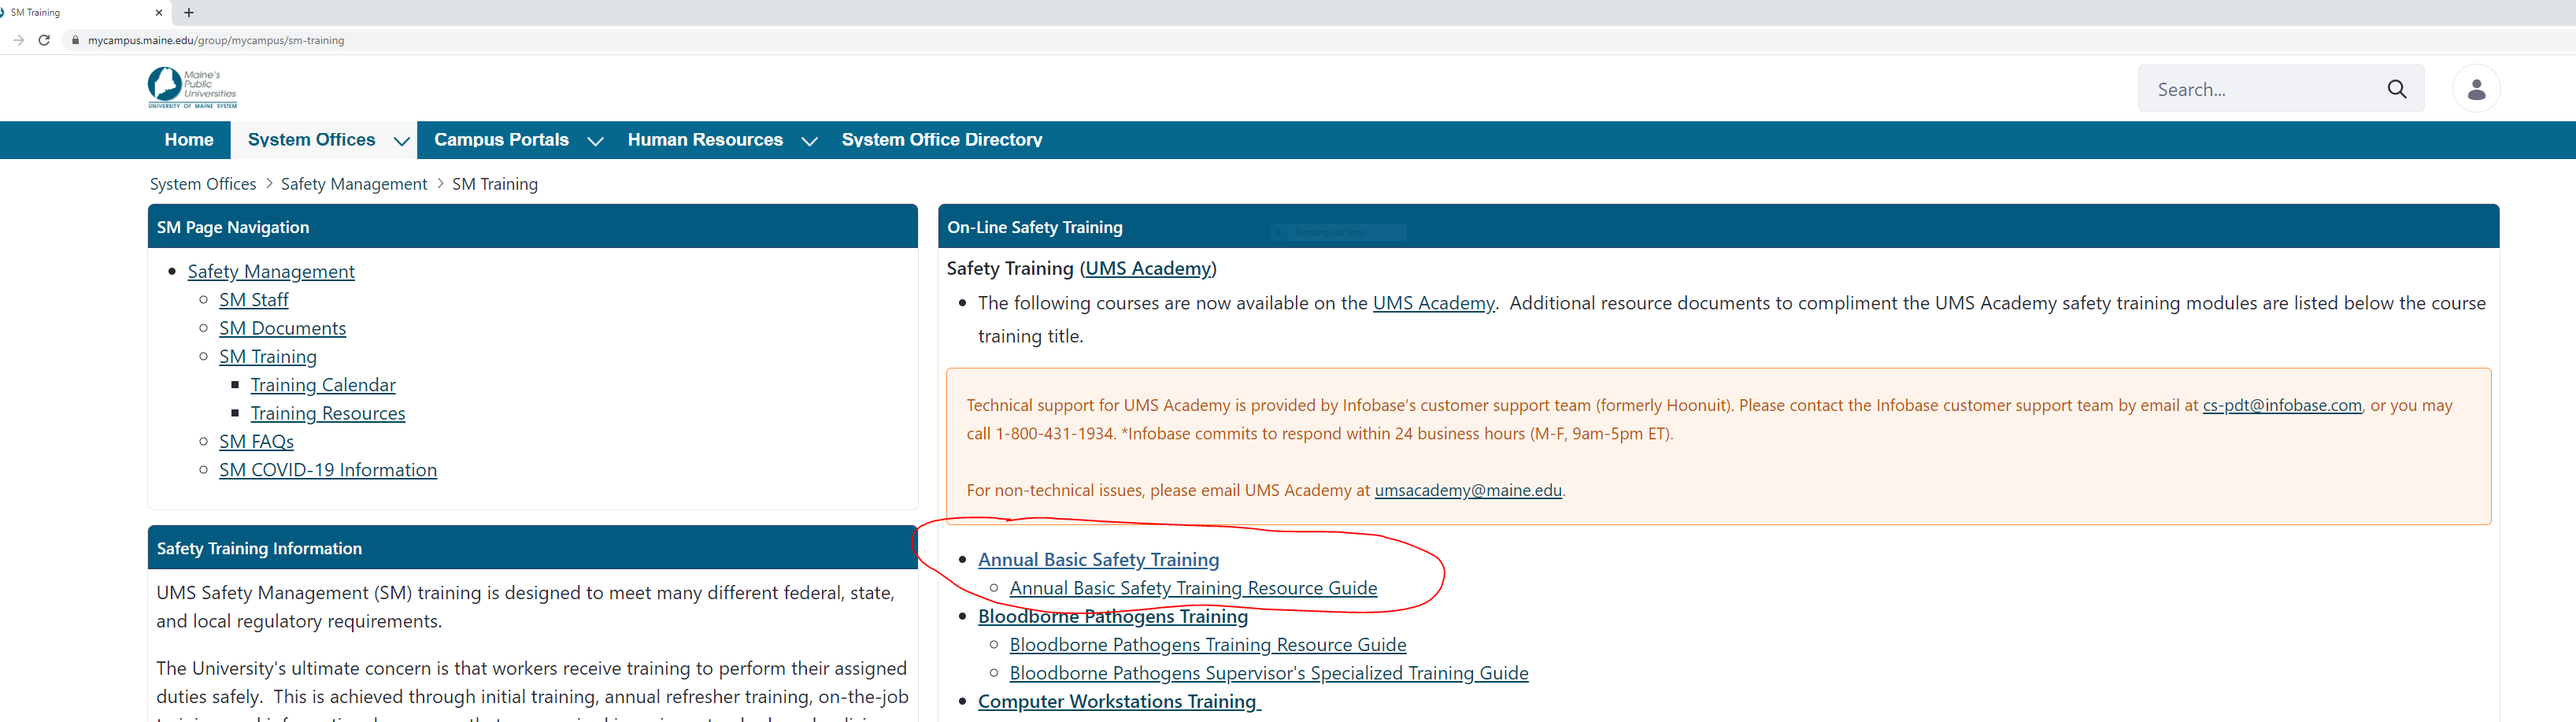 SM Training
mycampus.maine.edu/group/mycampus/sm-training
Maine's
Public
Universities
UNIVERSITY OF MAINE SYSTEM
Search...
Home
System Offices
Campus Portals
Human Resources
System Office Directory
System Offices > Safety Management > SM Training
SM Page Navigation
Safety Management
SM Staff
SM Documents
SM Training
Training Calendar
Training Resources
SM FAQs
SM COVID-19 Information
Safety Training Information
UMS Safety Management (SM) training is designed to meet many different federal, state,
and local regulatory requirements.
The University's ultimate concern is that workers receive training to perform their assigned
duties safely. This is achieved through initial training, annual refresher training, on-the-job
On-Line Safety Training
Rectangular Snip
Safety Training (UMS Academy)
The following courses are now available on the UMS Academy. Additional resource documents to compliment the UMS Academy safety training modules are listed below the course
training title.
Technical support for UMS Academy is provided by Infobase's customer support team (formerly Hoonuit). Please contact the Infobase customer support team by email at cs-pdt@infobase.com, or you may
call 1-800-431-1934. *Infobase commits to respond within 24 business hours (M-F, 9am-5pm ET).
For non-technical issues, please email UMS Academy at umsacademy@maine.edu.
Annual Basic Safety Training
Annual Basic Safety Training Resource Guide
Bloodborne Pathogens Training
Bloodborne Pathogens Training Resource Guide
Bloodborne Pathogens Supervisor's Specialized Training Guide
Computer Workstations Training